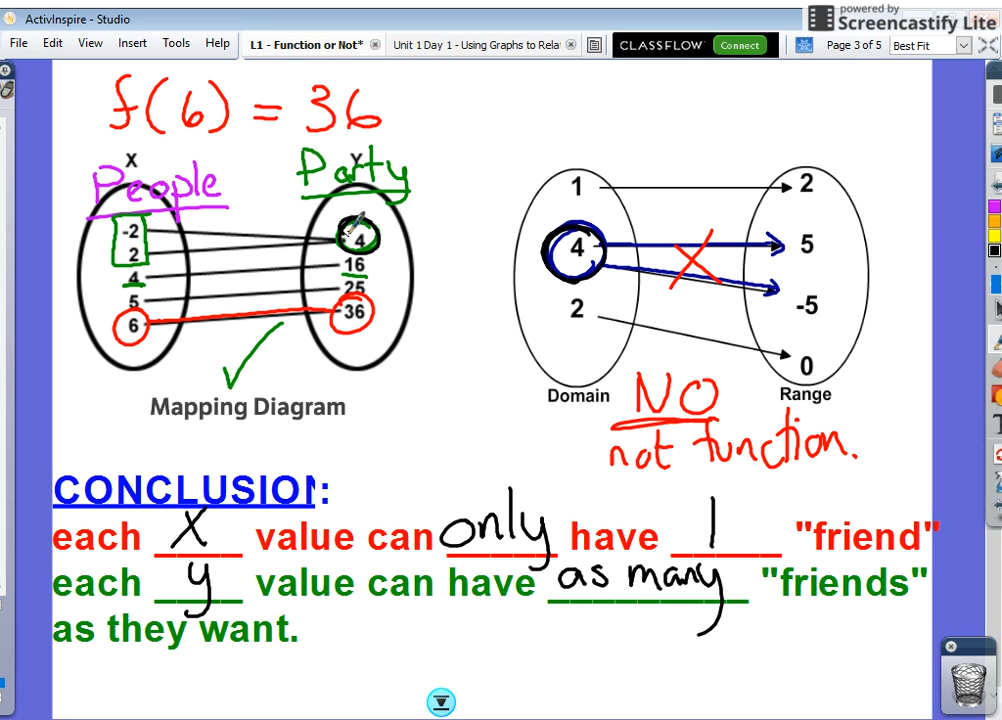 ActivInspire - Studio
powered by
Screencastify Lite
File Edit View Insert Tools Help
L1 - Function or Not*
Unit 1 Day 1 - Using Graphs to Rela
CLASSFLOW Connect
Page 3 of 5
Best Fit
f(6) = 36
X
People
-2
2
4
5
6
Y
Party
4
16
25
36
Mapping Diagram
1
4
2
Domain
2
5
-5
0
Range
NO
not function.
CONCLUSION:
each x value can only have 1 "friend"
each y value can have as many "friends"
as they want.